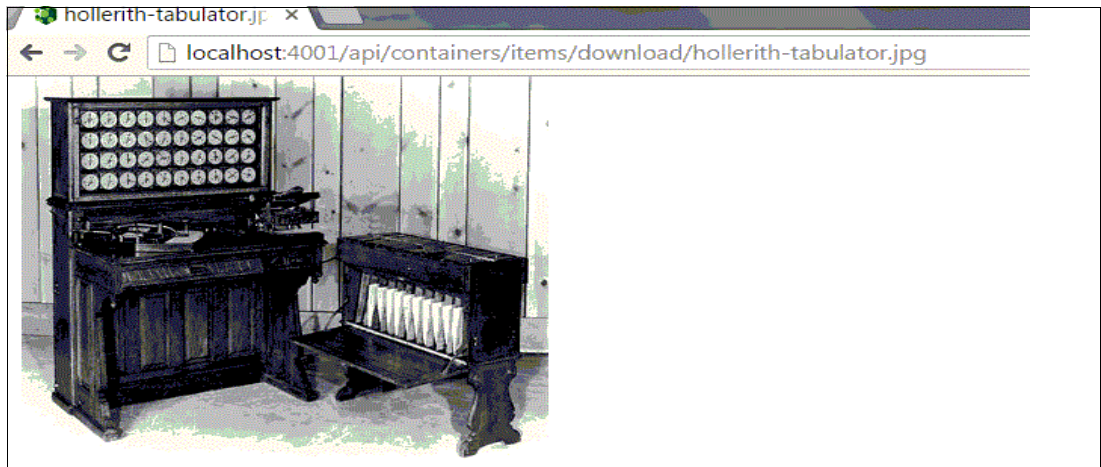 hollerith-tabulator.jp
localhost:4001/api/containers/items/download/hollerith-tabulator.jpg